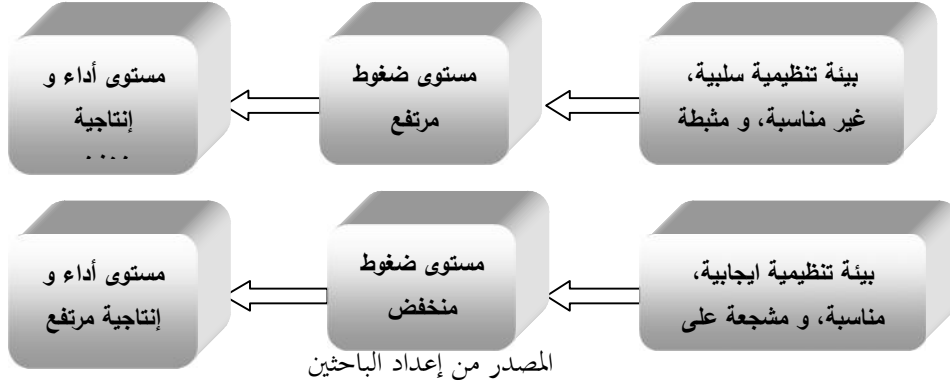 بيئة تنظيمية سلبية،
غير مناسبة، و مثبطة
مستوى ضغوط
مرتفع
مستوى أداء و
إنتاجية
بيئة تنظيمية ايجابية،
مناسبة، و مشجعة على
مستوى ضغوط
منخفض
مستوى أداء و
إنتاجية مرتفع
المصدر من إعداد الباحثين